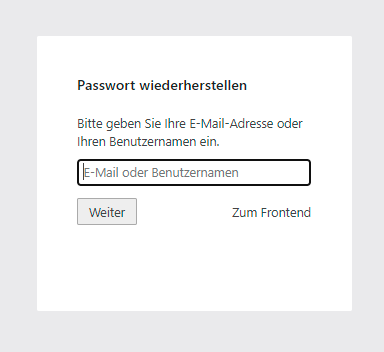 Passwort wiederherstellen
Bitte geben Sie Ihre E-Mail-Adresse oder
Ihren Benutzernamen ein.
E-Mail oder Benutzernamen
Weiter
Zum Frontend